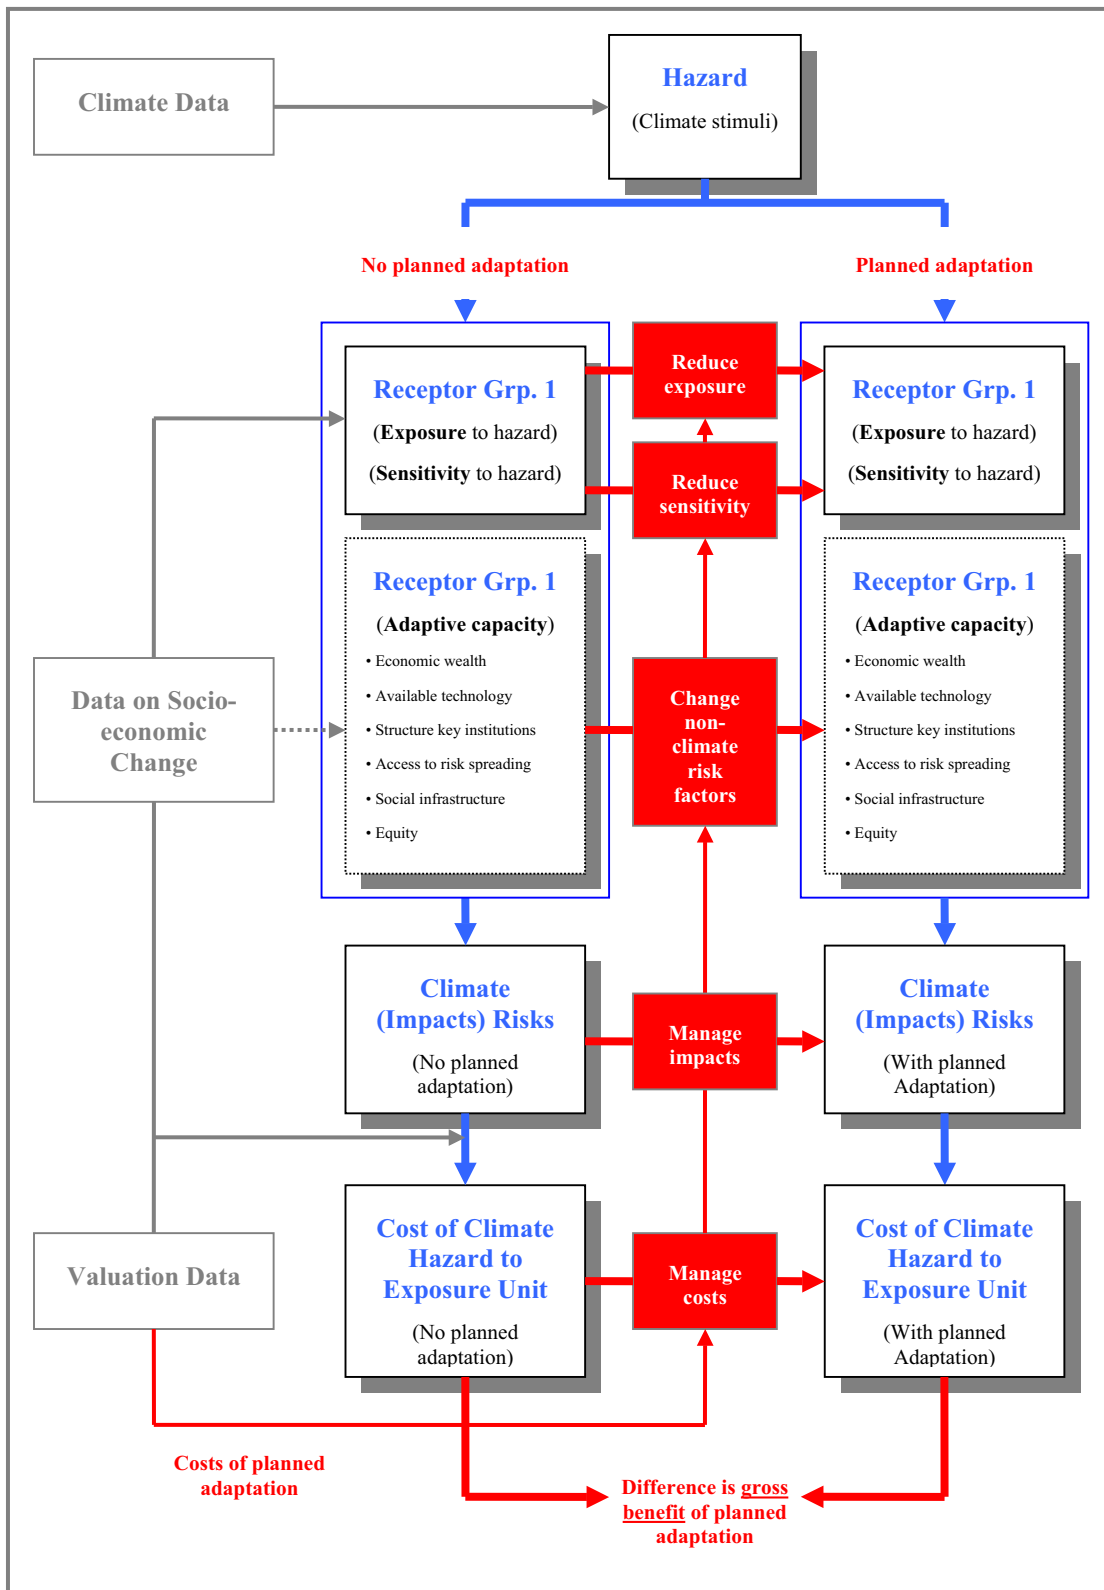 Climate Data
Hazard
(Climate stimuli)
No planned adaptation
Planned adaptation
Receptor Grp. 1
(Exposure to hazard)
(Sensitivity to hazard)
Reduce
exposure
Reduce
sensitivity
Receptor Grp. 1
(Exposure to hazard)
(Sensitivity to hazard)
Data on Socio-
economic
Change
Receptor Grp. 1
(Adaptive capacity)
• Economic wealth
• Available technology
• Structure key institutions
• Access to risk spreading
• Social infrastructure
• Equity
Change
non-
climate
risk
factors
Receptor Grp. 1
(Adaptive capacity)
• Economic wealth
• Available technology
• Structure key institutions
• Access to risk spreading
• Social infrastructure
• Equity
Climate
(Impacts) Risks
(No planned
adaptation)
Manage
impacts
Climate
(Impacts) Risks
(With planned
Adaptation)
Valuation Data
Cost of Climate
Hazard to
Exposure Unit
(No planned
adaptation)
Manage
costs
Cost of Climate
Hazard to
Exposure Unit
(With planned
Adaptation)
Costs of planned
adaptation
Difference is gross
benefit of planned
adaptation